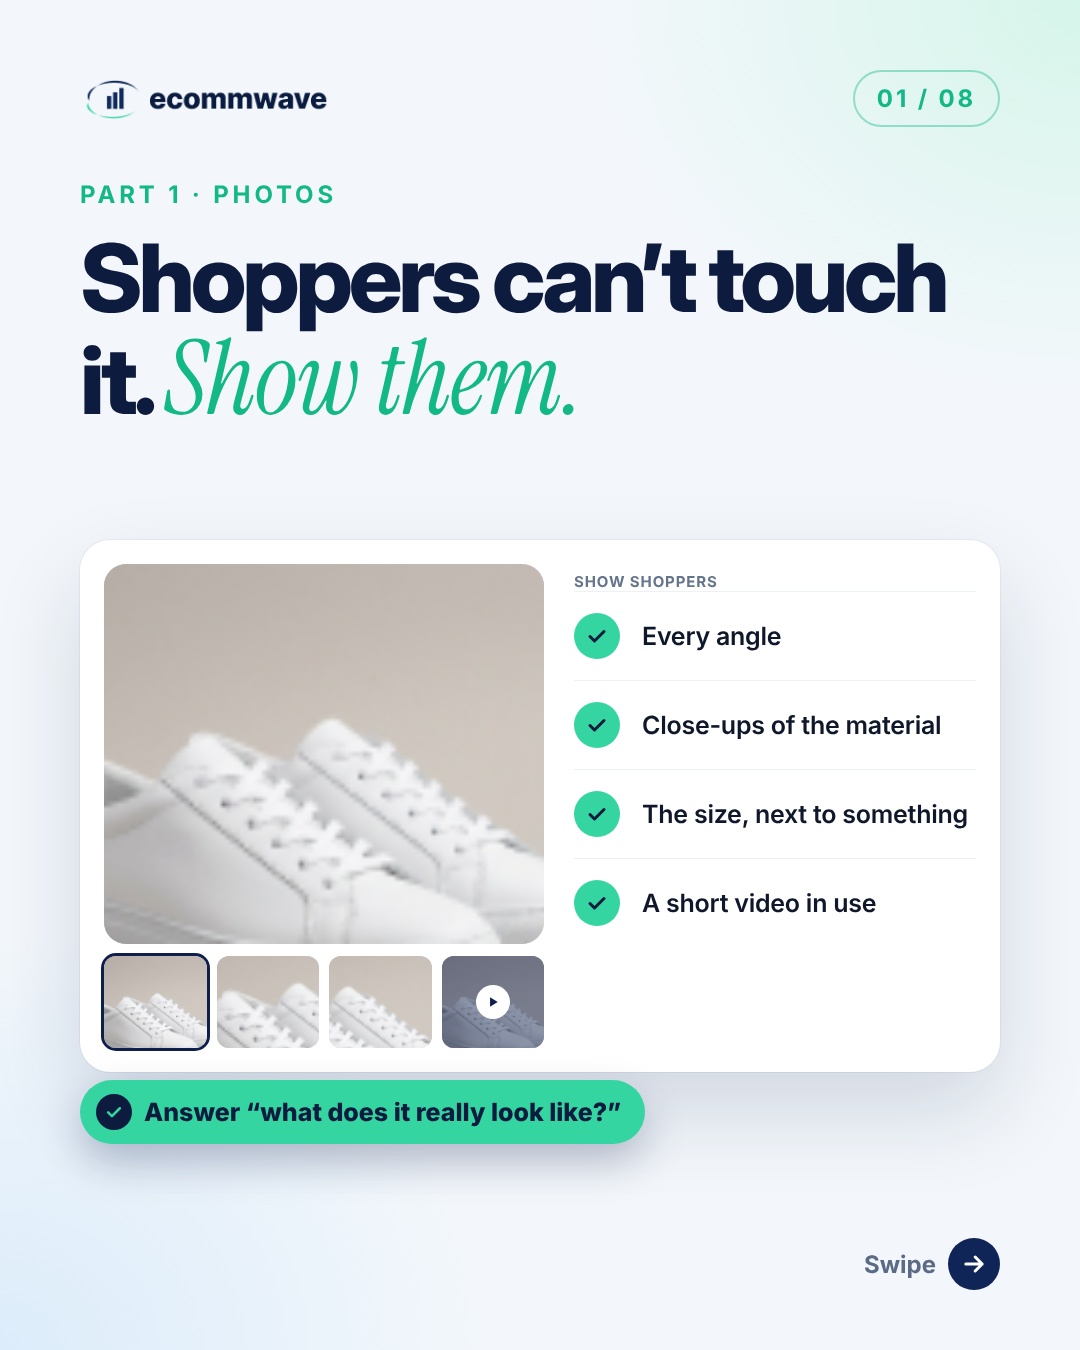 ecommwave
01 / 08
PART 1 · PHOTOS
Shoppers can’t touch
it. Show them.
SHOW SHOPPERS
Every angle
Close-ups of the material
The size, next to something
A short video in use
Answer “what does it really look like?”
Swipe